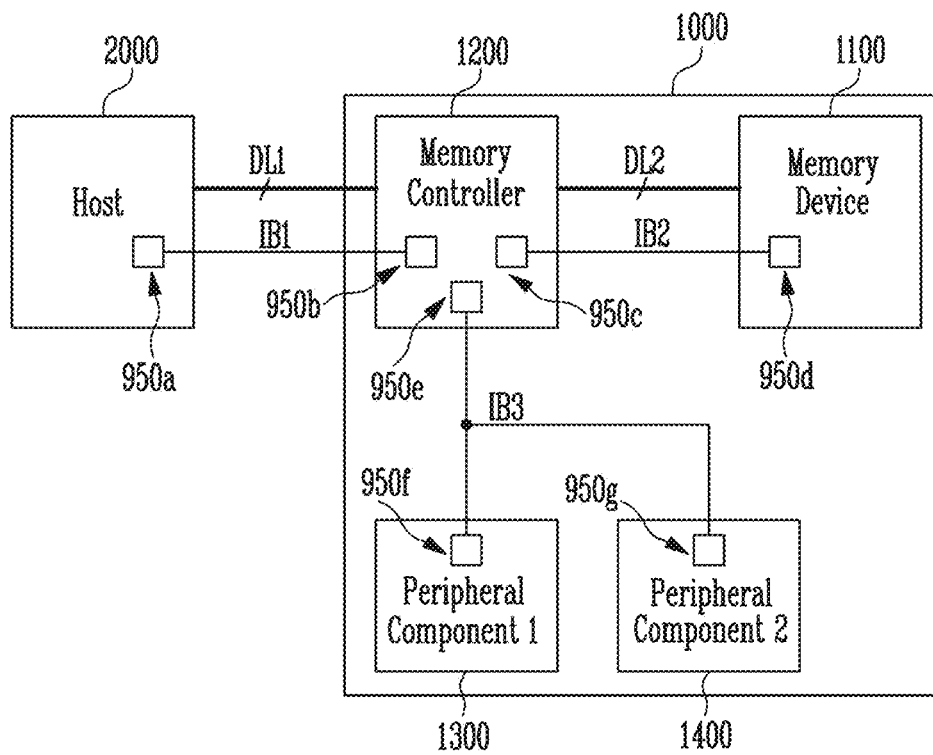 2000
1200
1000
1100
Host
DL1
Memory
Controller
DL2
Memory
Device
IB1
IB2
950a
950b
950c
950d
950e
IB3
950f
950g
Peripheral
Component 1
Peripheral
Component 2
1300
1400